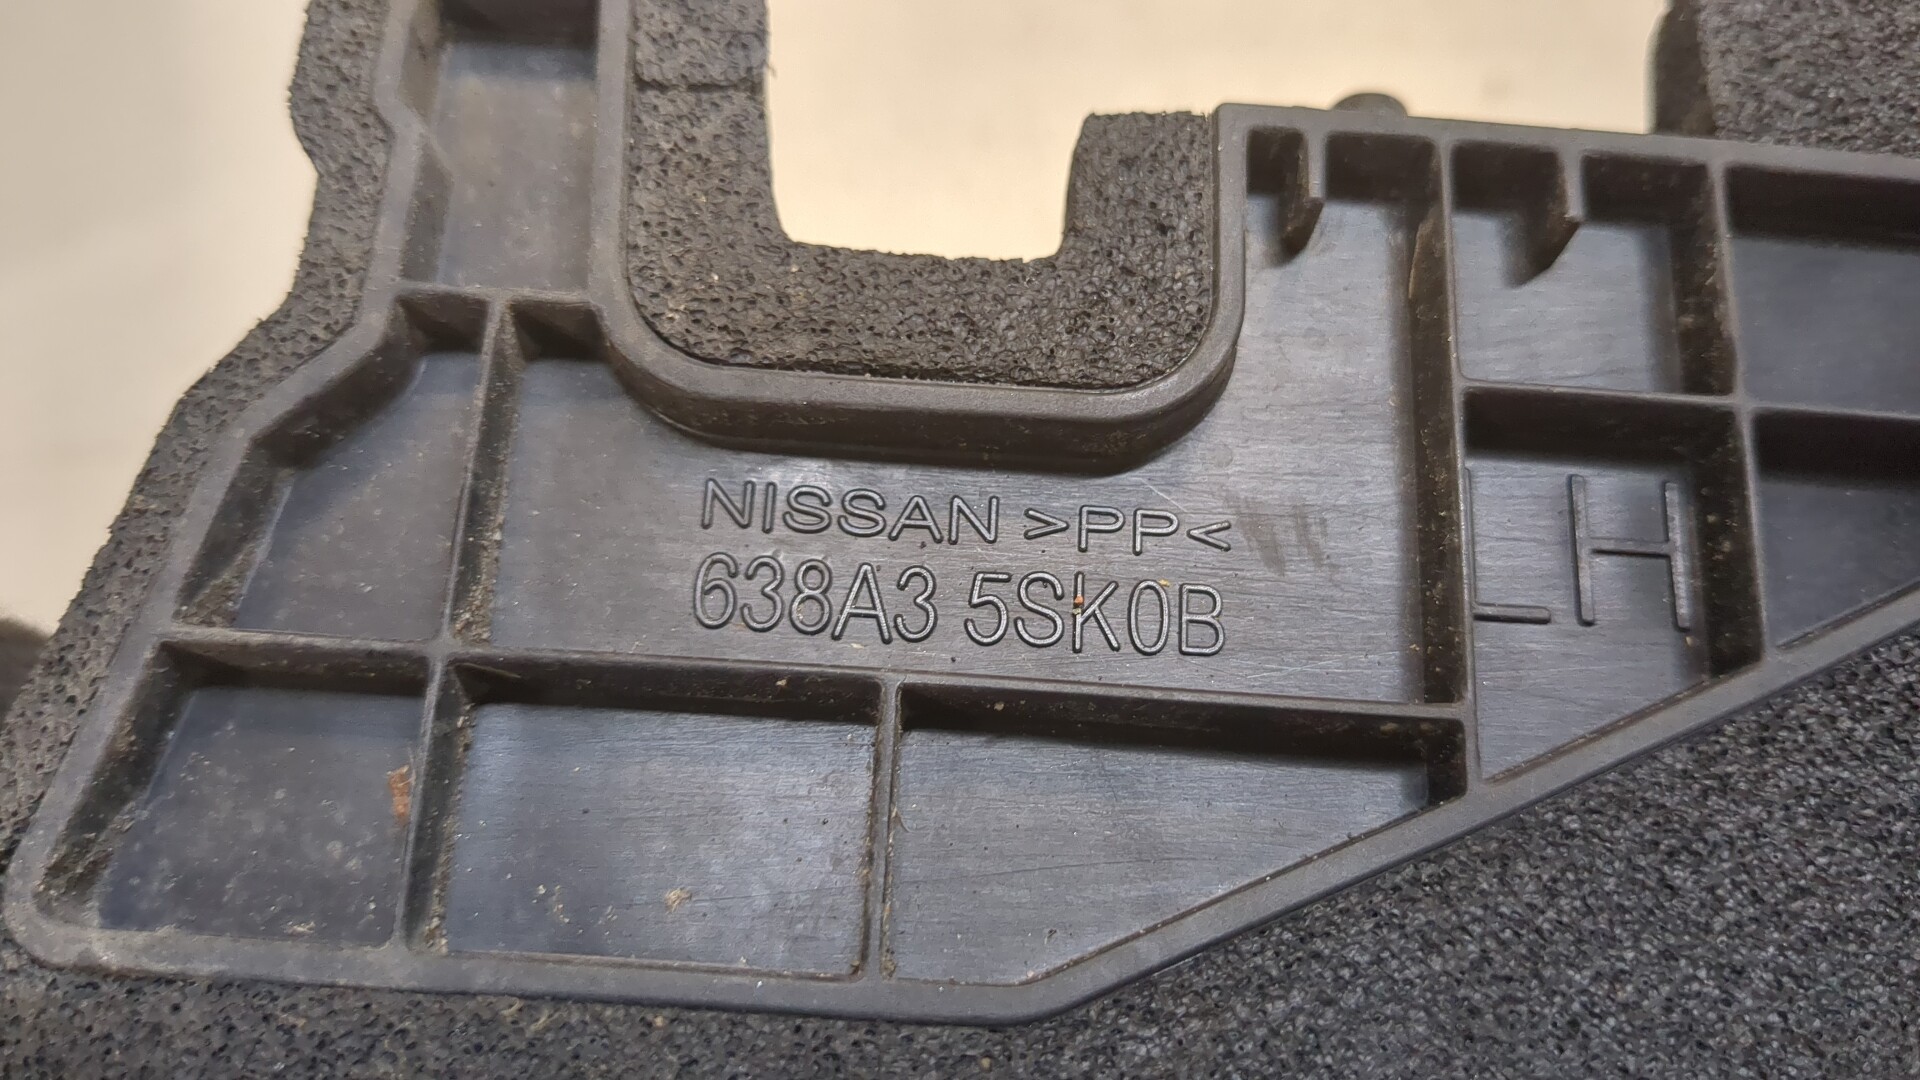 NISSAN >PP<
638A3 5SK0B
LH